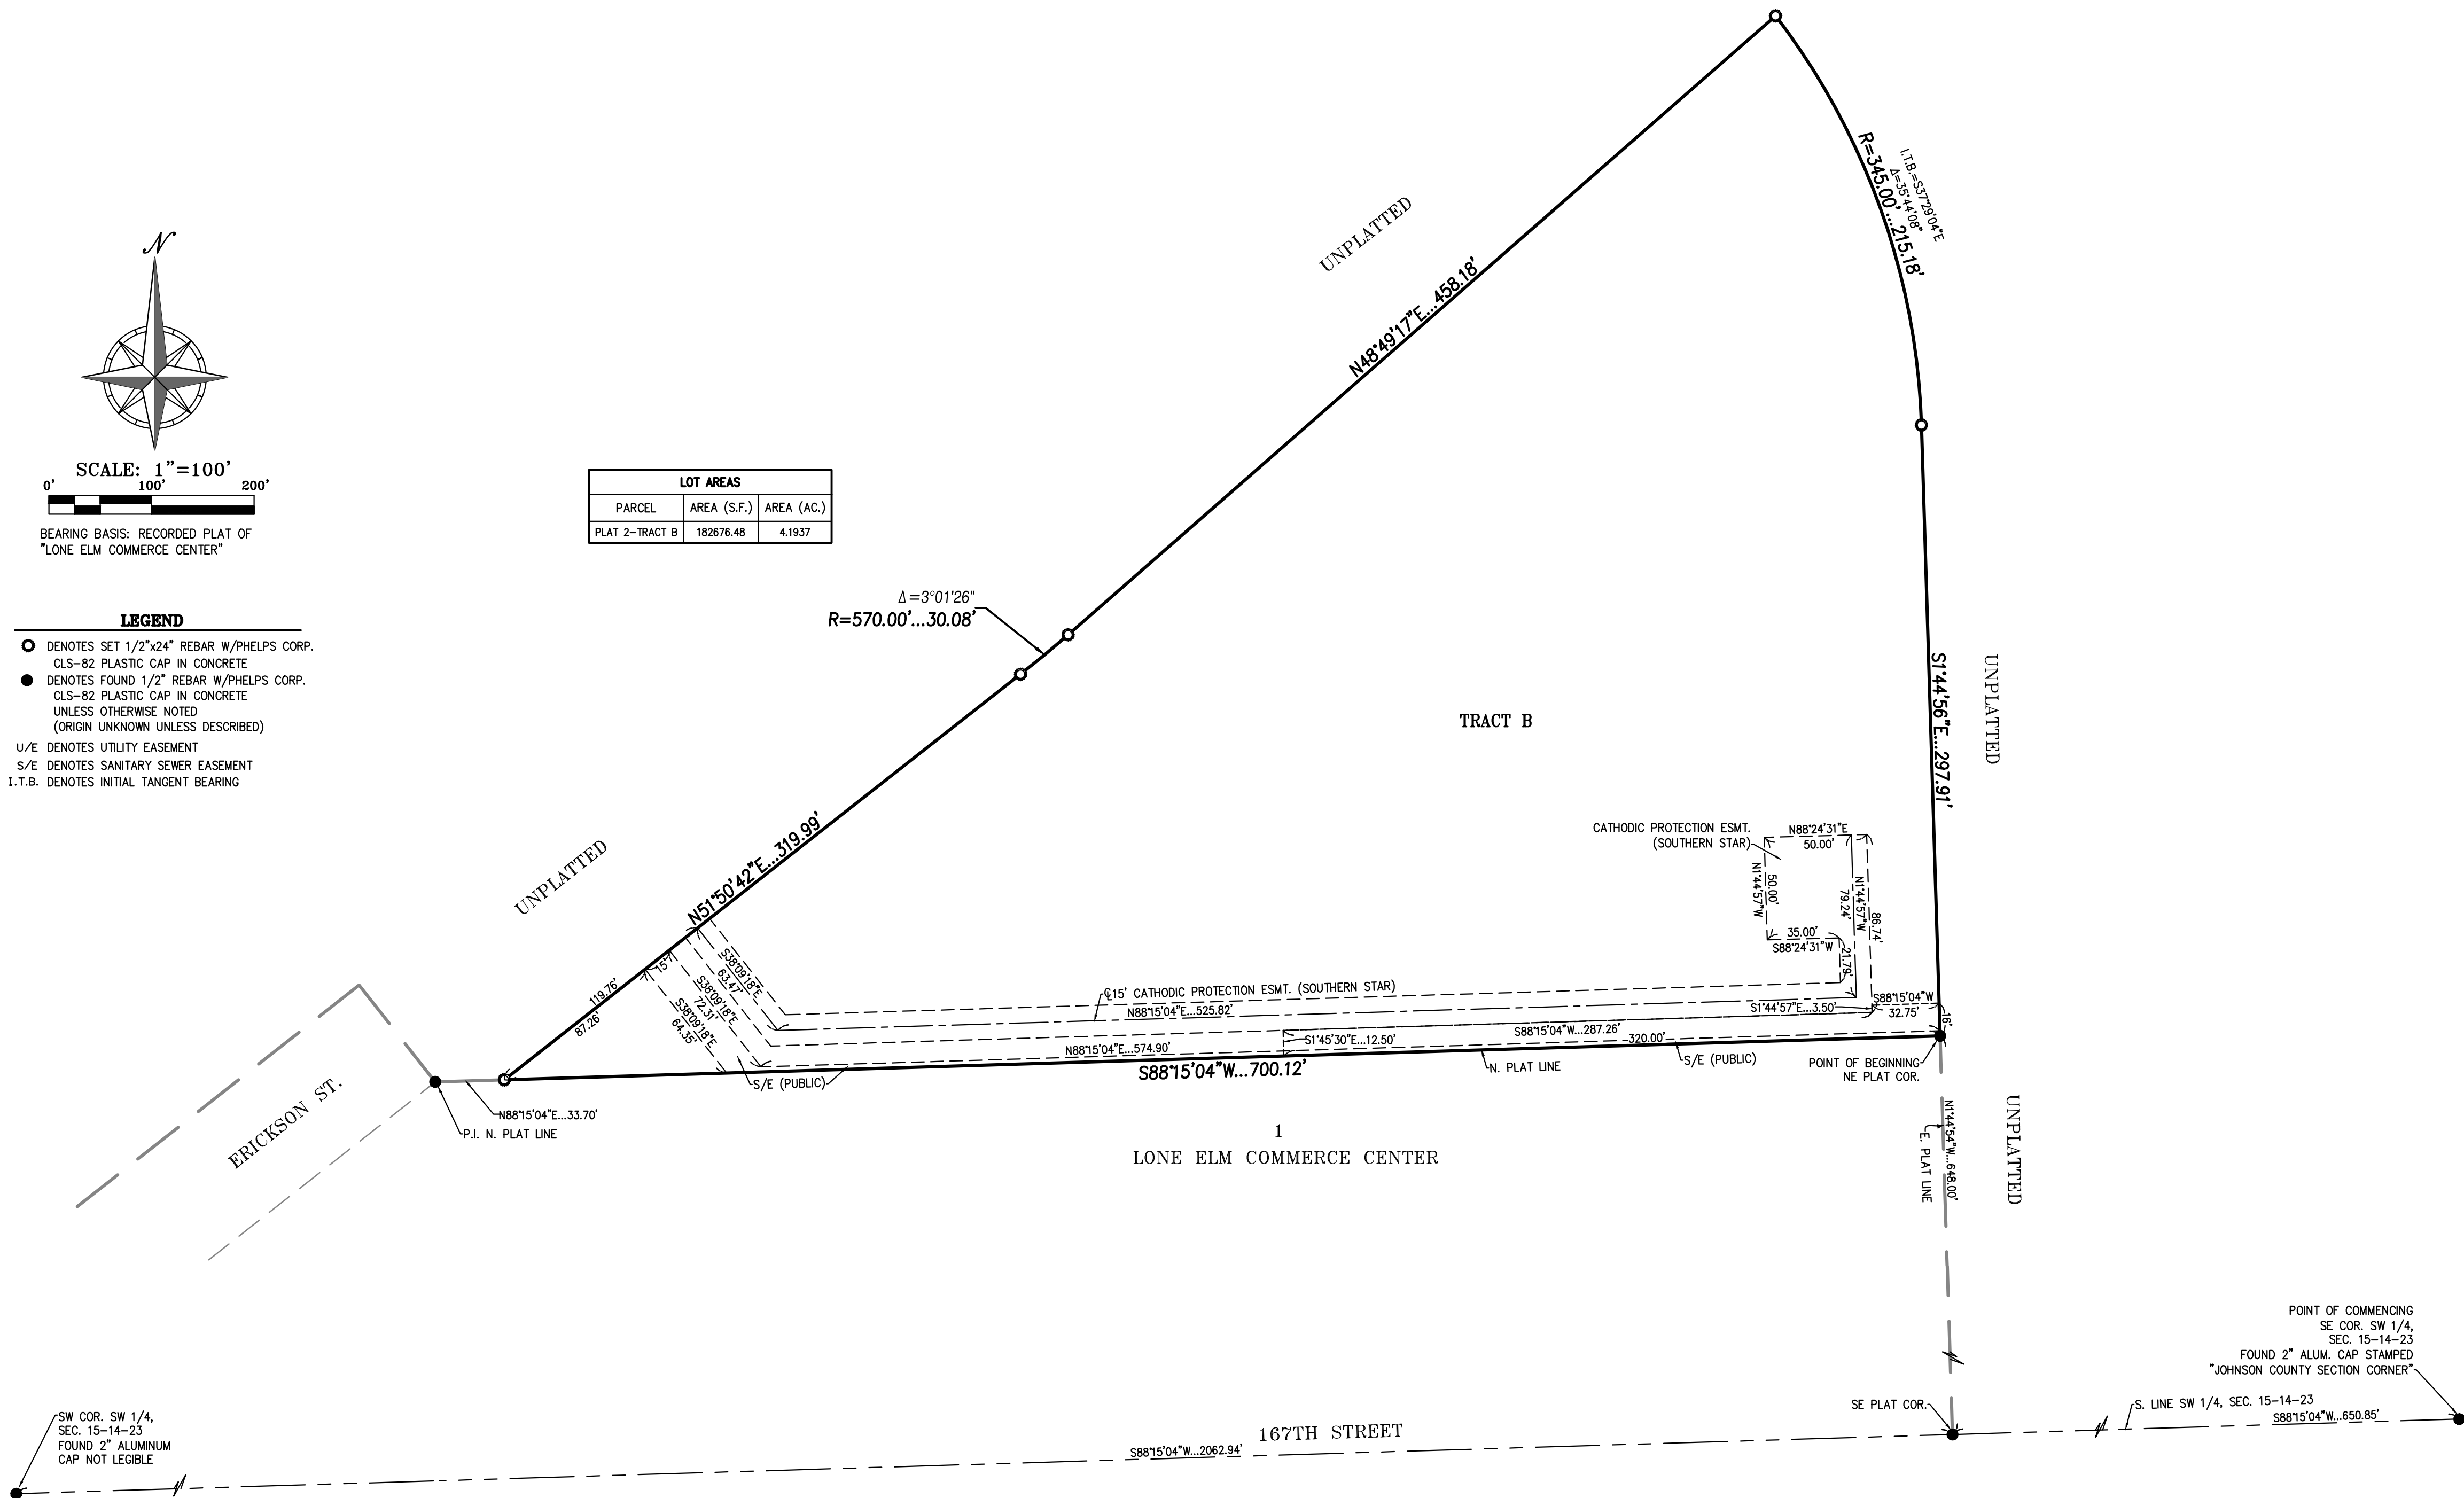 N
SCALE: 1"=100'
0' 100' 200'
BEARING BASIS: RECORDED PLAT OF
"LONE ELM COMMERCE CENTER"
LEGEND
DENOTES SET 1/2"x24" REBAR W/PHELPS CORP.
CLS-82 PLASTIC CAP IN CONCRETE
DENOTES FOUND 1/2" REBAR W/PHELPS CORP.
CLS-82 PLASTIC CAP IN CONCRETE
UNLESS OTHERWISE NOTED
(ORIGIN UNKNOWN UNLESS DESCRIBED)
U/E DENOTES UTILITY EASEMENT
S/E DENOTES SANITARY SEWER EASEMENT
I.T.B. DENOTES INITIAL TANGENT BEARING
LOT AREAS
PARCEL AREA (S.F.) AREA (AC.)
PLAT 2-TRACT B 182676.48 4.1937
UNPLATTED
N48°49'17"E...458.18'
I.T.B.=S37°29'04"E
Δ=35°44'08"
R=345.00'...215.18'
Δ=3°01'26"
R=570.00'...30.08'
TRACT B
S1°44'56"E...297.91'
UNPLATTED
UNPLATTED
N51°50'42"E...319.99'
119.76'
87.26'
15'
S38°09'18"E
63.47'
S38°09'18"E
72.31'
S38°09'18"E
64.35'
CATHODIC PROTECTION ESMT.
(SOUTHERN STAR)
N88°24'31"E
50.00'
50.00'
N1°44'57"W
N1°44'57"W
79.24'
86.74'
35.00'
S88°24'31"W
21.79'
℄15' CATHODIC PROTECTION ESMT. (SOUTHERN STAR)
N88°15'04"E...525.82'
S88°15'04"W
32.75'
S1°44'57"E...3.50'
16'
S88°15'04"W...287.26'
320.00'
S1°45'30"E...12.50'
N88°15'04"E...574.90'
S88°15'04"W...700.12'
S/E (PUBLIC)
N. PLAT LINE
S/E (PUBLIC)
POINT OF BEGINNING
NE PLAT COR.
N88°15'04"E...33.70'
P.I. N. PLAT LINE
ERICKSON ST.
1
LONE ELM COMMERCE CENTER
N1°44'54"W...648.00'
E. PLAT LINE
UNPLATTED
POINT OF COMMENCING
SE COR. SW 1/4,
SEC. 15-14-23
FOUND 2" ALUM. CAP STAMPED
"JOHNSON COUNTY SECTION CORNER"
SE PLAT COR.
S. LINE SW 1/4, SEC. 15-14-23
S88°15'04"W...650.85'
167TH STREET
S88°15'04"W...2062.94'
SW COR. SW 1/4,
SEC. 15-14-23
FOUND 2" ALUMINUM
CAP NOT LEGIBLE